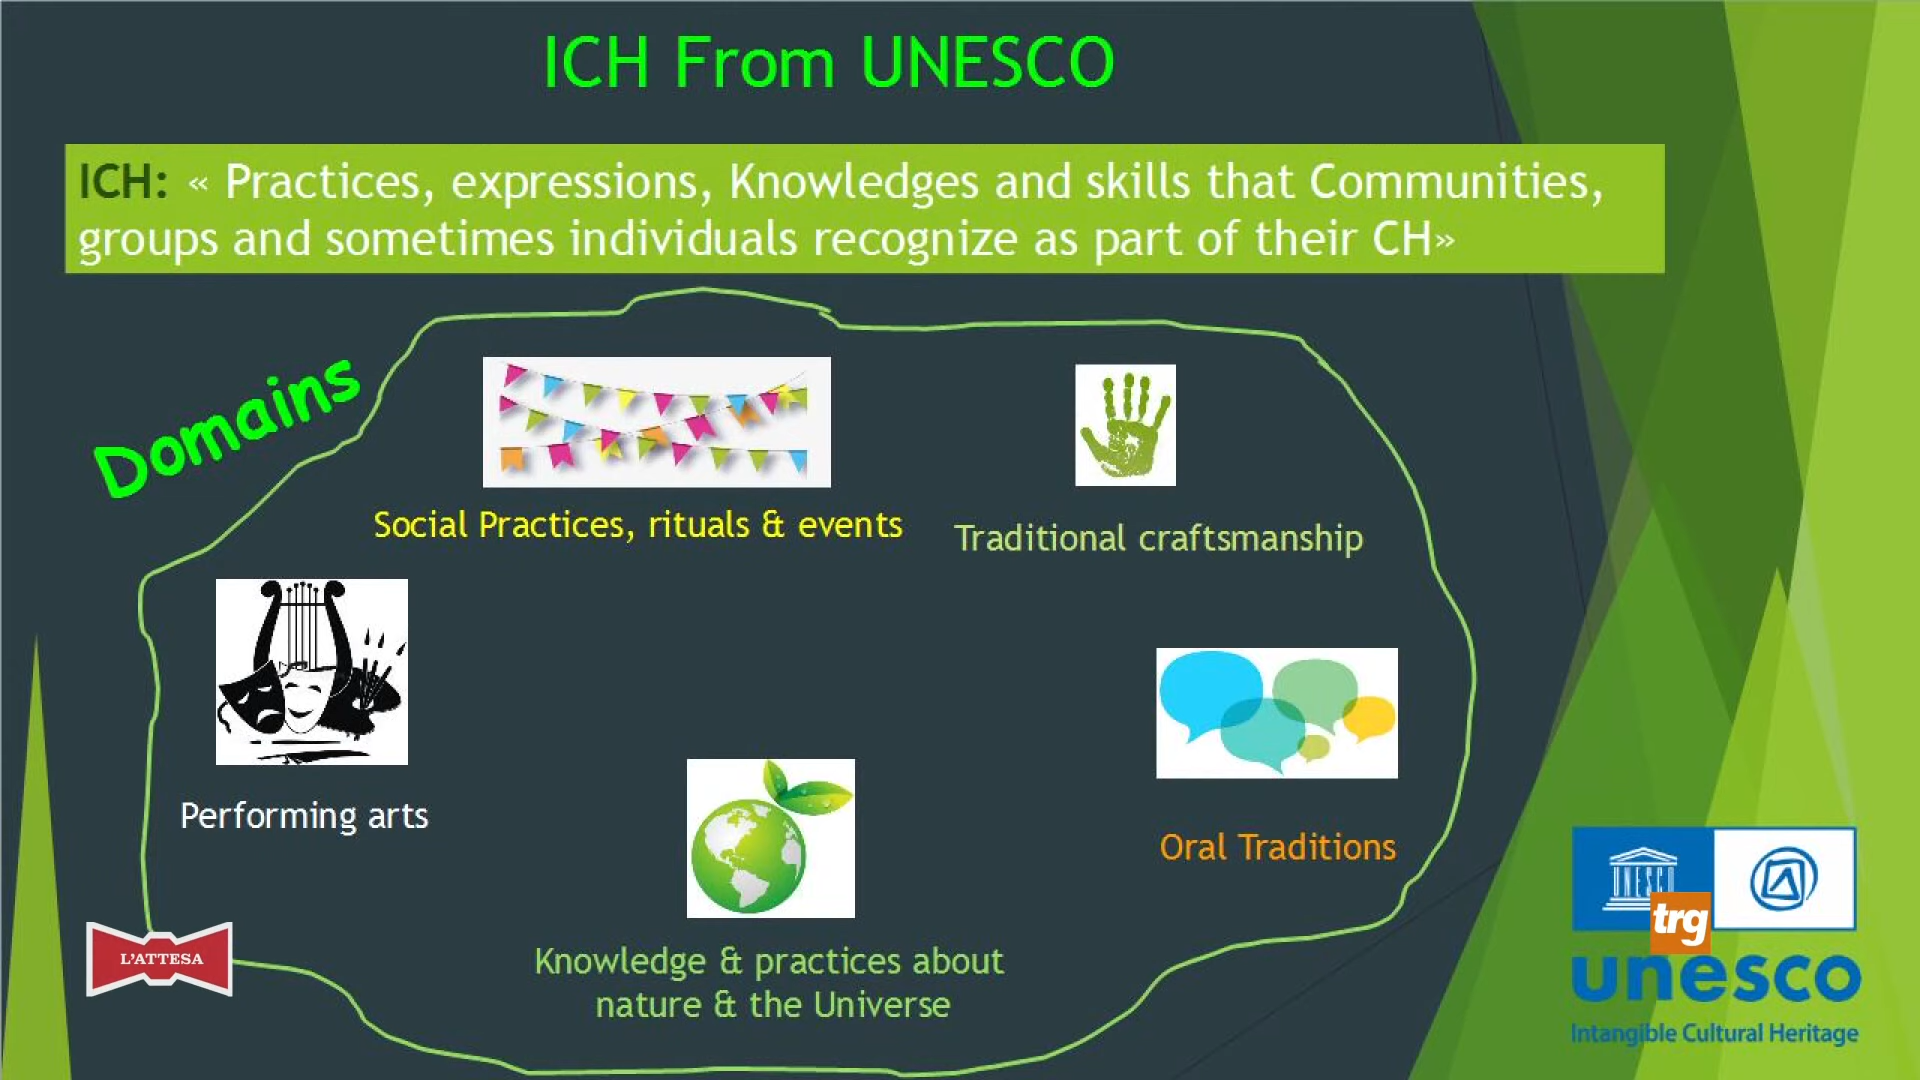 ICH From UNESCO
ICH: « Practices, expressions, Knowledges and skills that Communities,
groups and sometimes individuals recognize as part of their CH»
Domains
Social Practices, rituals & events
Traditional craftsmanship
Performing arts
Oral Traditions
Knowledge & practices about
nature & the Universe
L'ATTESA
trg
unesco
Intangible Cultural Heritage